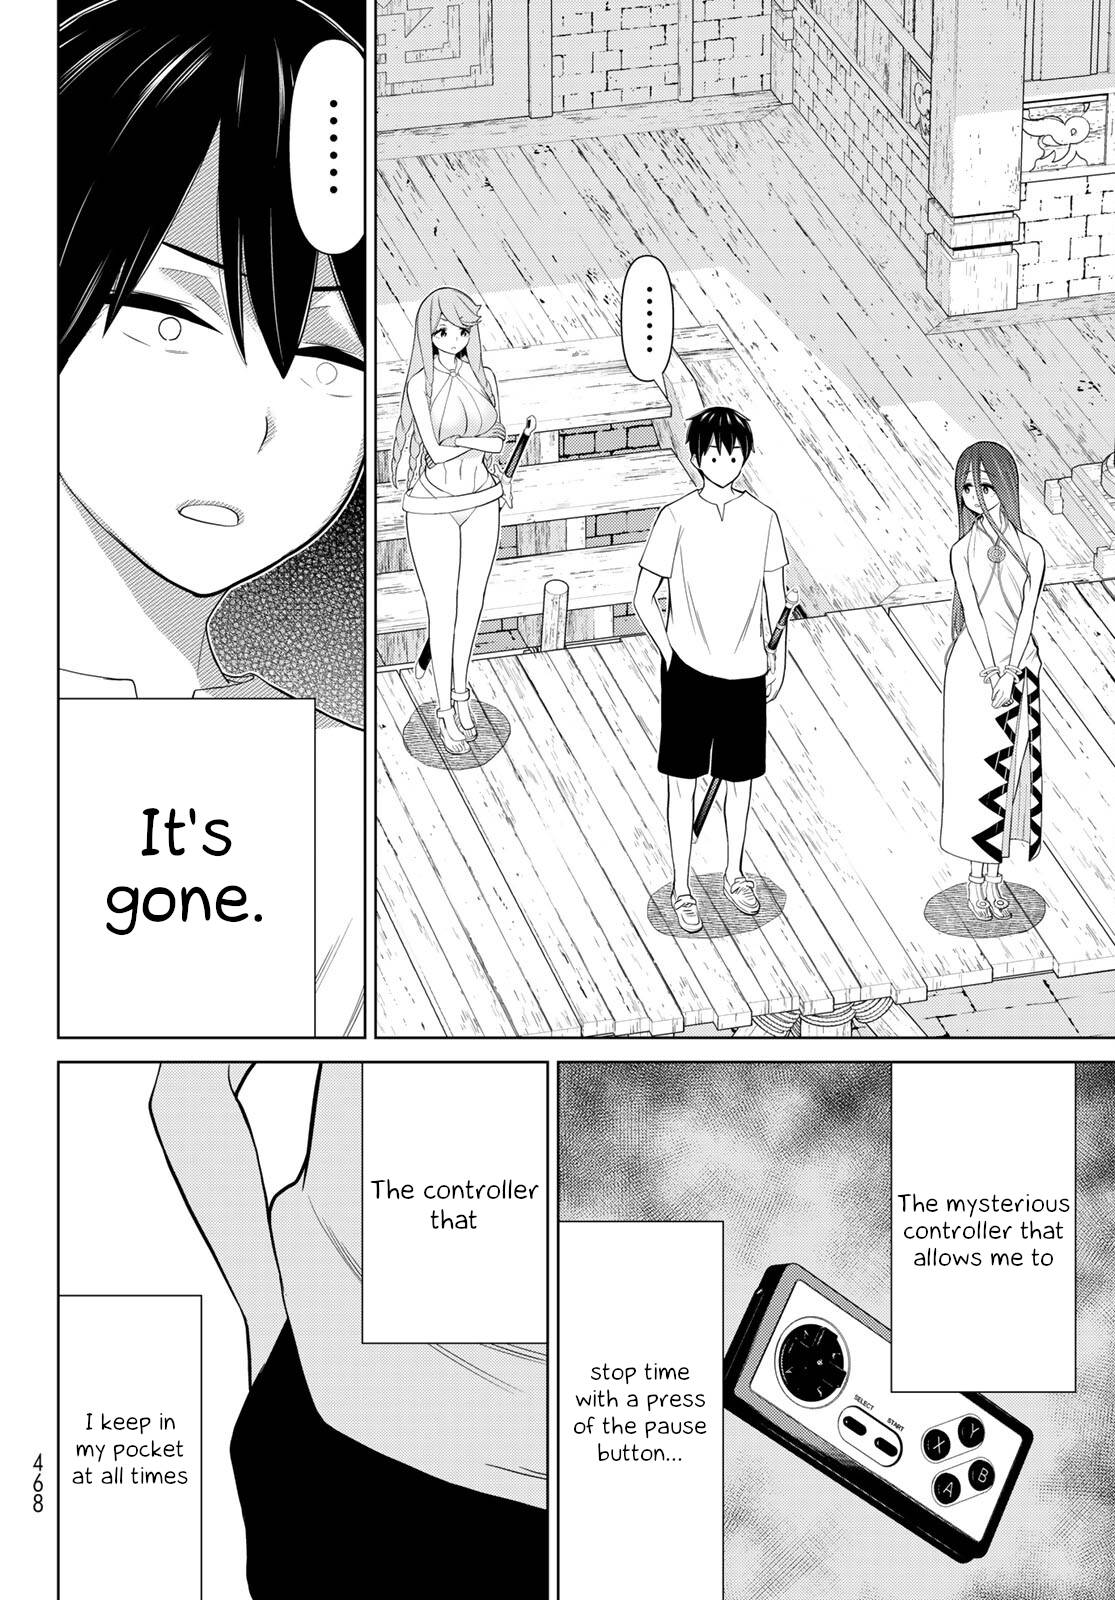 ......
......
It's
gone.
The mysterious
controller that
allows me to
stop time
with a press
of the pause
button...
SELECT
START
X
Y
A
B
The controller
that
I keep in
my pocket
at all times
468